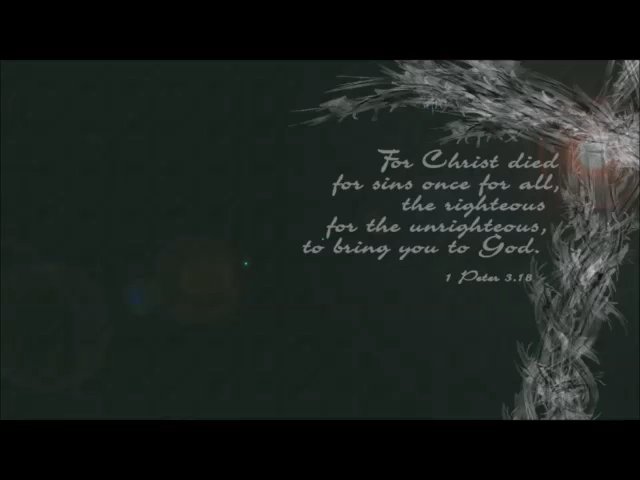 For Christ died
for sins once for all,
the righteous
for the unrighteous,
to bring you to God.
1 Peter 3.18